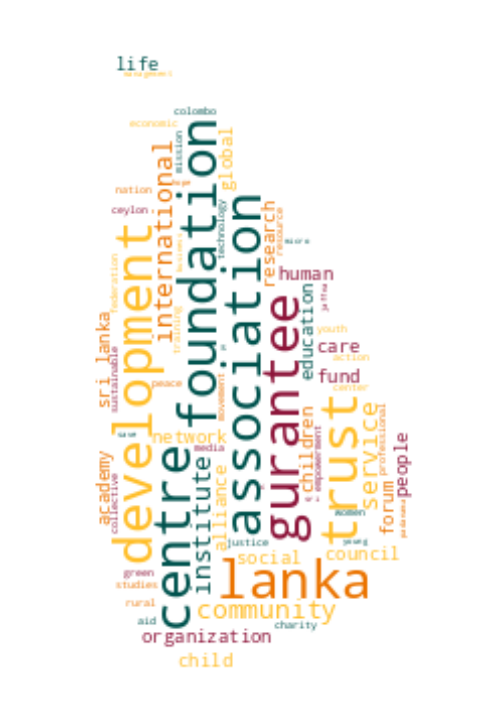 life
management
colombo
economic
mission
foundation
global
international
hope
nation
association
technology
ceylon
research
resource
development
business
micro
federation
human
jaffna
gurantee
education
training
sri lanka
youth
sustainable
care
action
peace
movement
fund
center
trust
service
children
professional
save
network
empowerment
people
media
centre
institute
alliance
academy
collective
forum
women
justice
young
social
council
green
lanka
studies
rural
community
aid
charity
organization
child